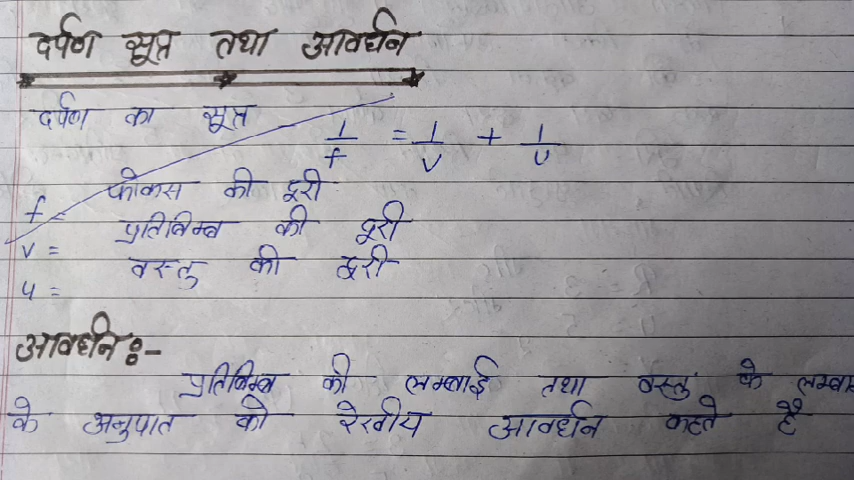 दर्पण सूत्र तथा आवर्धन
दर्पण का सूत्र
1/f = 1/v + 1/u
f = फोकस की दूरी
v = प्रतिबिम्ब की दूरी
u = वस्तु की दूरी
आवर्धन :-
प्रतिबिम्ब की लम्बाई तथा वस्तु के
के अनुपात को रेखीय आवर्धन कहते है